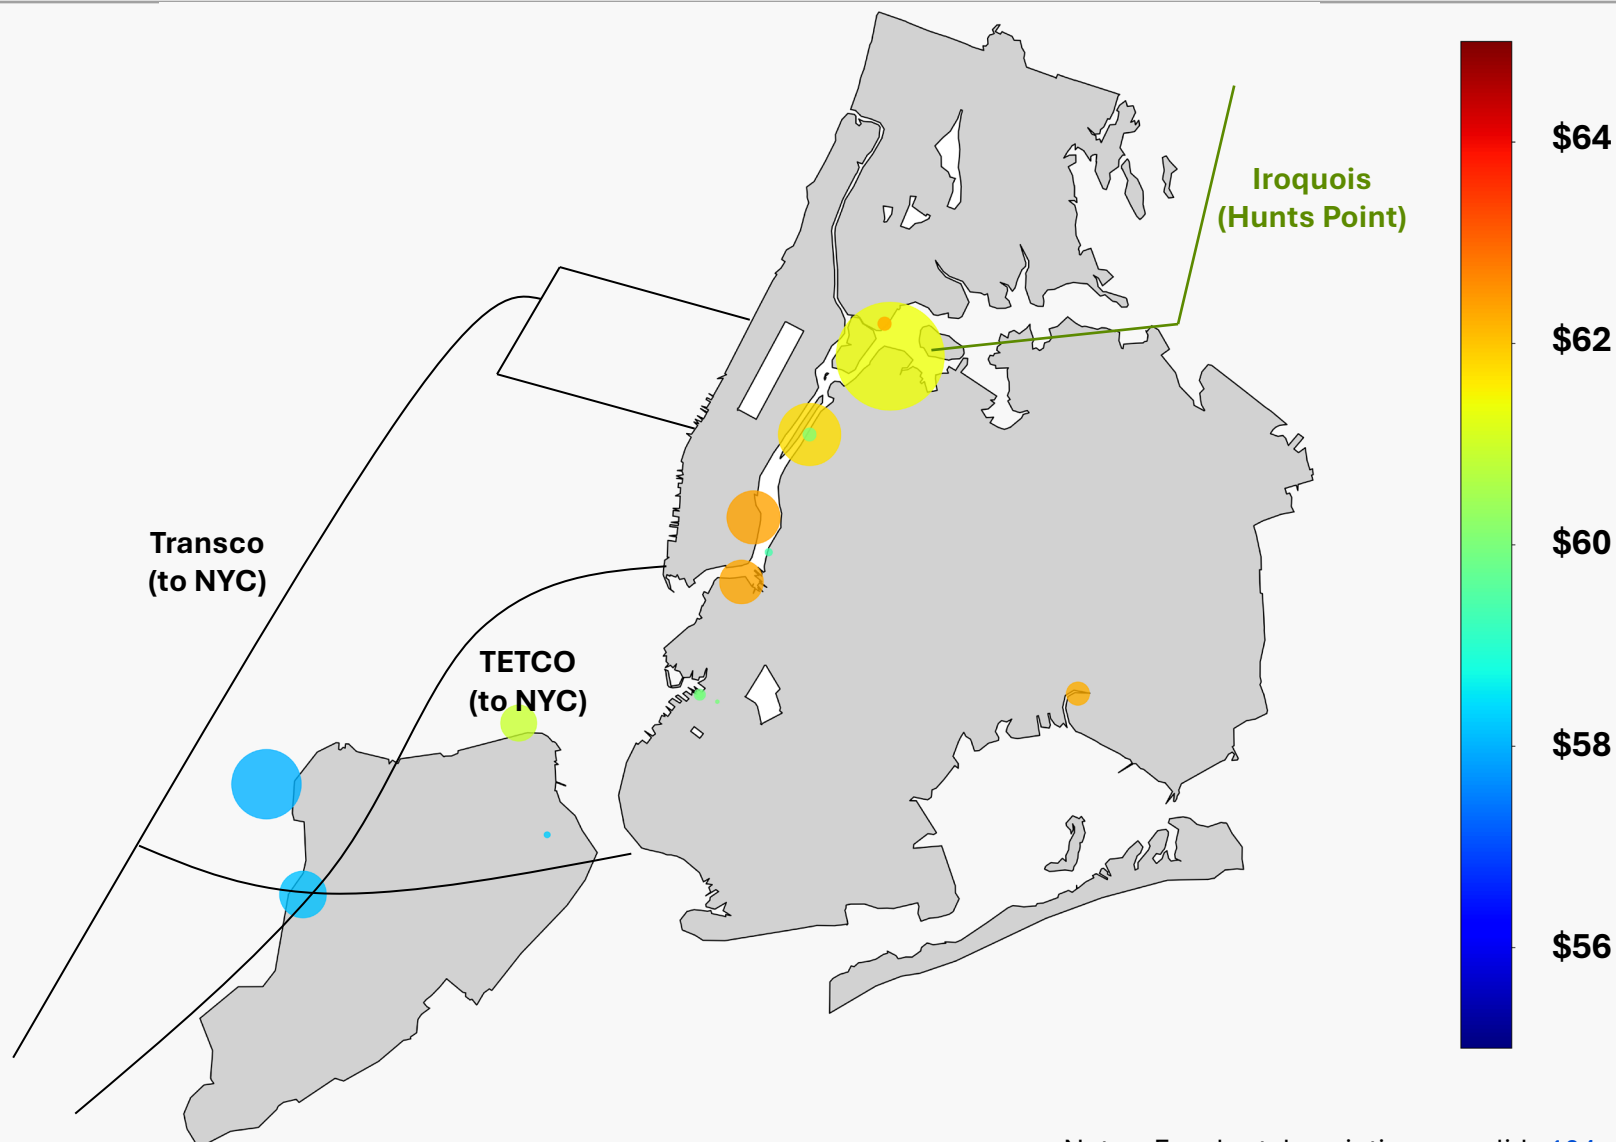 $64
Iroquois
(Hunts Point)
$62
Transco
(to NYC)
$60
TETCO
(to NYC)
$58
$56